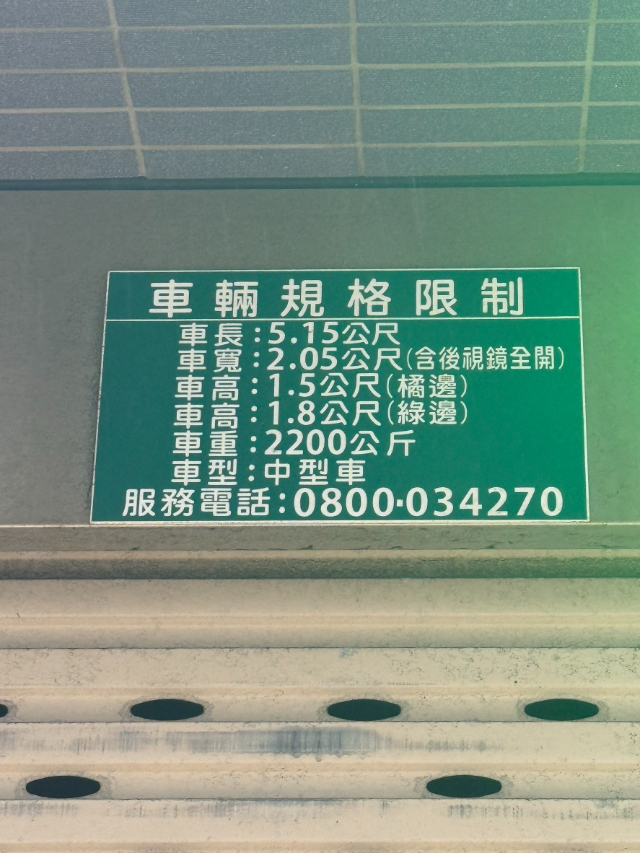 車輛規格限制
車長:5.15公尺
車寬:2.05公尺(含後視鏡全開)
車高:1.5公尺(橘邊)
車高:1.8公尺(綠邊)
車重:2200公斤
車型:中型車
服務電話:0800·034270